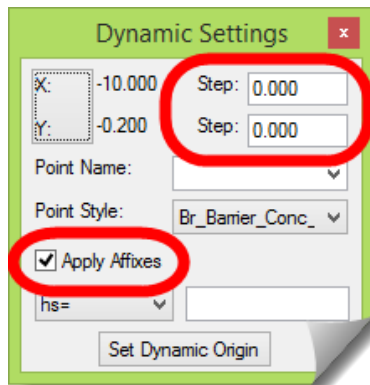 Dynamic Settings x
X: -10.000 Step: 0.000
Y: -0.200 Step: 0.000
Point Name:
Point Style: Br_Barrier_Conc_
Apply Affixes
hs=
Set Dynamic Origin